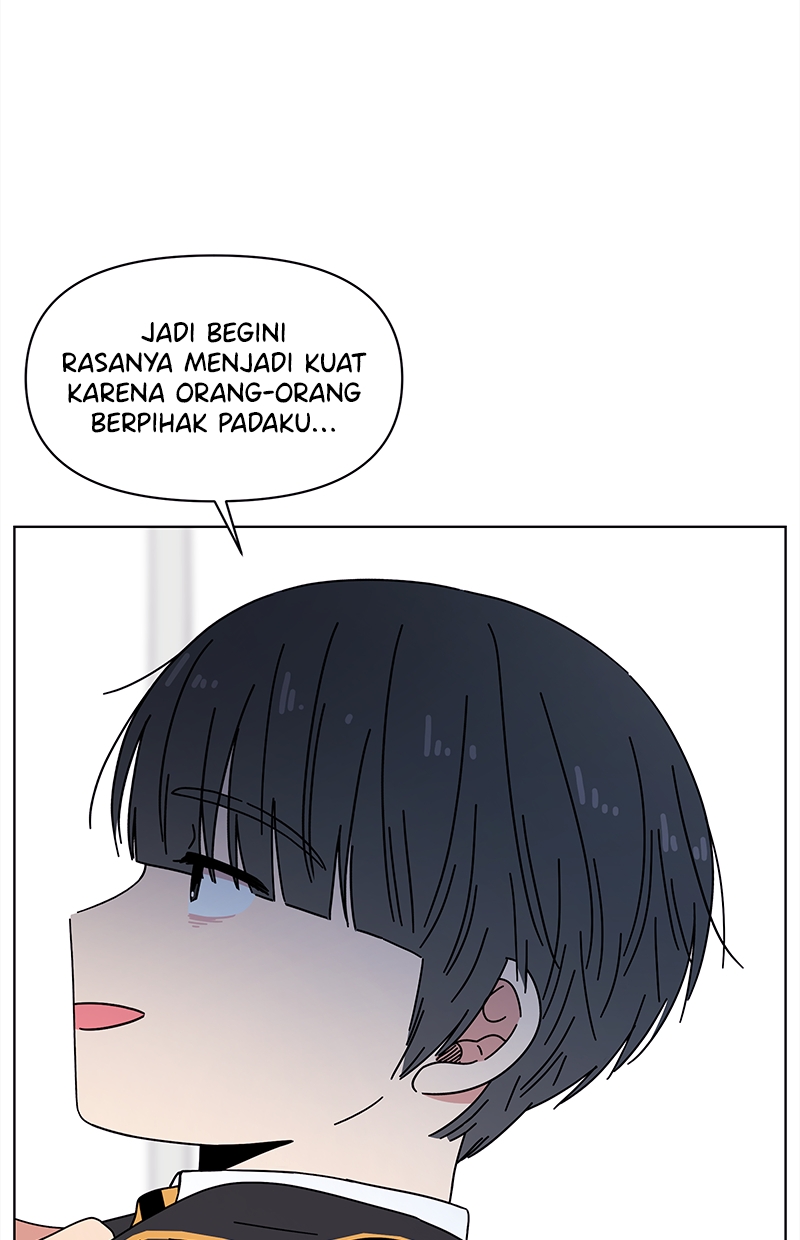 JADI BEGINI
RASANYA MENJADI KUAT
KARENA ORANG-ORANG
BERPIHAK PADAKU...